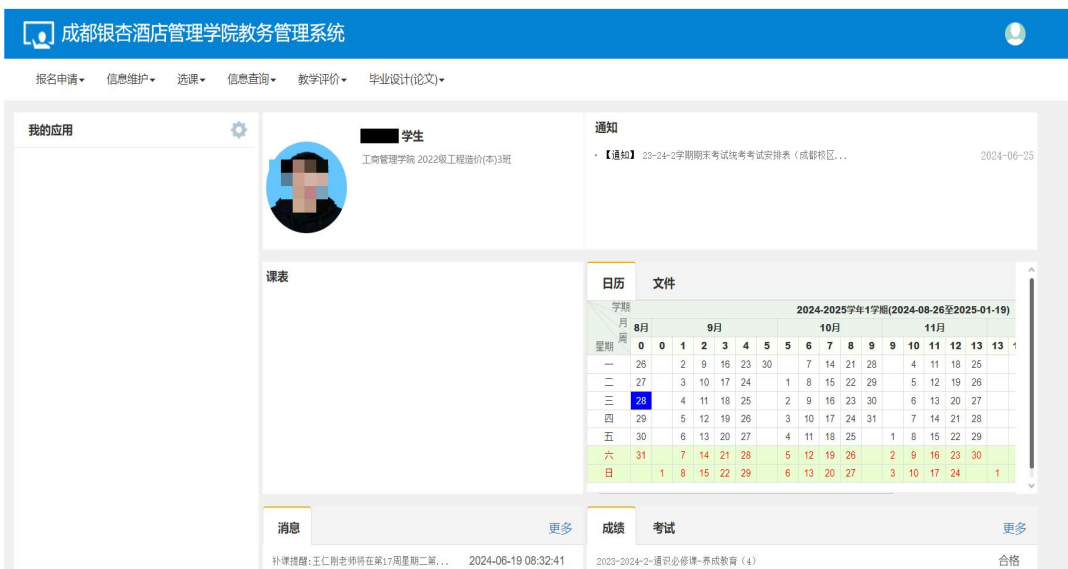 成都银杏酒店管理学院教务管理系统
报名申请 信息维护 选课 信息查询 教学评价 毕业设计(论文)
我的应用
学生
工商管理学院 2022级工程造价(本)3班
通知
· 【通知】 23-24-2学期期末考试统考考试安排表（成都校区... 2024-06-25
课表
日历 文件
学期 2024-2025学年1学期(2024-08-26至2025-01-19)
月 8月 9月 10月 11月
周
星期 0 0 1 2 3 4 5 5 6 7 8 9 9 10 11 12 13 13
一 26 2 9 16 23 30 7 14 21 28 4 11 18 25
二 27 3 10 17 24 1 8 15 22 29 5 12 19 26
三 28 4 11 18 25 2 9 16 23 30 6 13 20 27
四 29 5 12 19 26 3 10 17 24 31 7 14 21 28
五 30 6 13 20 27 4 11 18 25 1 8 15 22 29
六 31 7 14 21 28 5 12 19 26 2 9 16 23 30
日 1 8 15 22 29 6 13 20 27 3 10 17 24 1
消息 更多
补课提醒:王仁刚老师将在第17周星期二第... 2024-06-19 08:32:41
成绩 考试 更多
2023-2024-2-通识必修课-养成教育（4） 合格